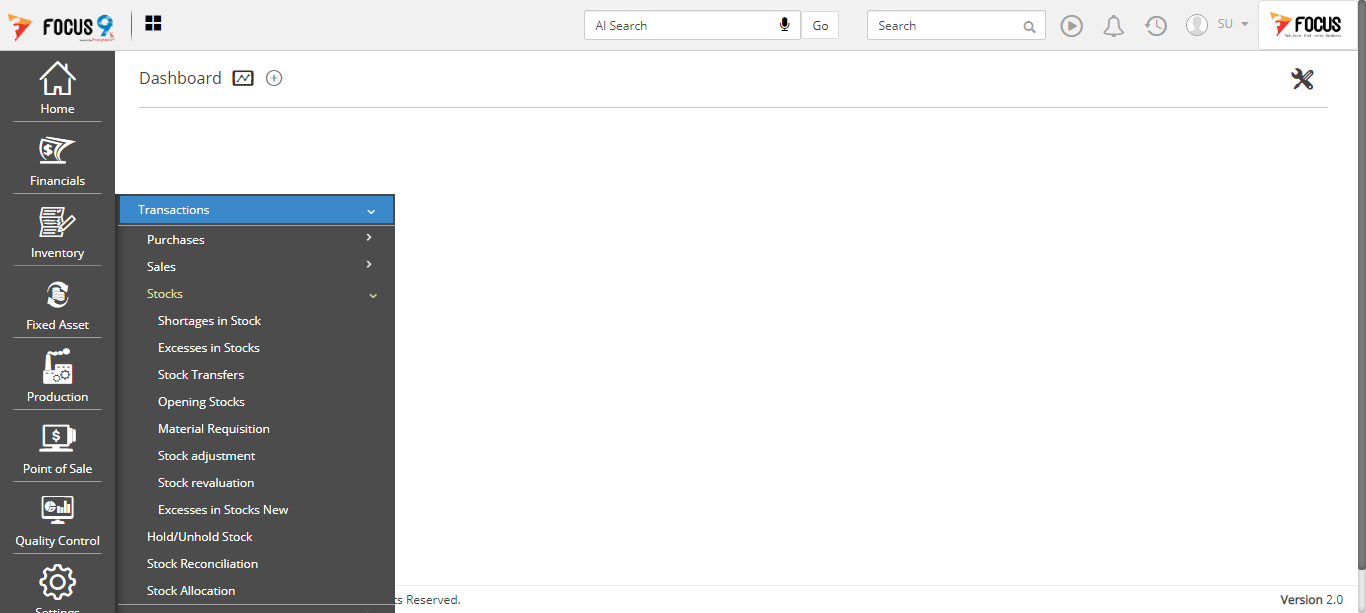 FOCUS 9X
AI Search
Go
Search
SU
FOCUS
Home
Financials
Inventory
Fixed Asset
Production
Point of Sale
Quality Control
Settings
Dashboard
Transactions
Purchases
Sales
Stocks
Shortages in Stock
Excesses in Stocks
Stock Transfers
Opening Stocks
Material Requisition
Stock adjustment
Stock revaluation
Excesses in Stocks New
Hold/Unhold Stock
Stock Reconciliation
Stock Allocation
ts Reserved.
Version 2.0